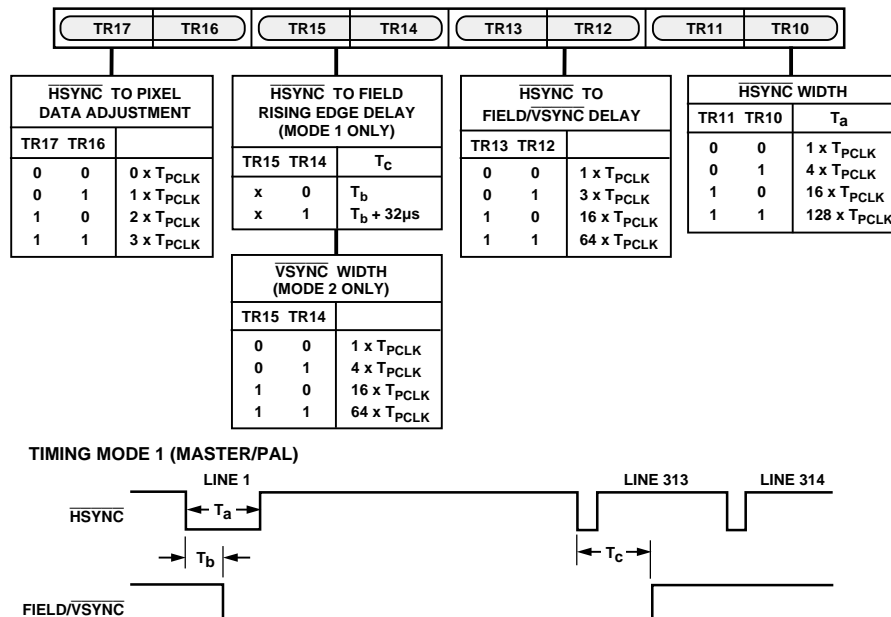 TR17 TR16 TR15 TR14 TR13 TR12 TR11 TR10
HSYNC TO PIXEL
DATA ADJUSTMENT
TR17 TR16
0 0 0 x TPCLK
0 1 1 x TPCLK
1 0 2 x TPCLK
1 1 3 x TPCLK
HSYNC TO FIELD
RISING EDGE DELAY
(MODE 1 ONLY)
TR15 TR14 Tc
x 0 Tb
x 1 Tb + 32µs
VSYNC WIDTH
(MODE 2 ONLY)
TR15 TR14
0 0 1 x TPCLK
0 1 4 x TPCLK
1 0 16 x TPCLK
1 1 64 x TPCLK
HSYNC TO
FIELD/VSYNC DELAY
TR13 TR12
0 0 1 x TPCLK
0 1 3 x TPCLK
1 0 16 x TPCLK
1 1 64 x TPCLK
HSYNC WIDTH
TR11 TR10 Ta
0 0 1 x TPCLK
0 1 4 x TPCLK
1 0 16 x TPCLK
1 1 128 x TPCLK
TIMING MODE 1 (MASTER/PAL)
LINE 1 LINE 313 LINE 314
HSYNC Ta
Tb Tc
FIELD/VSYNC